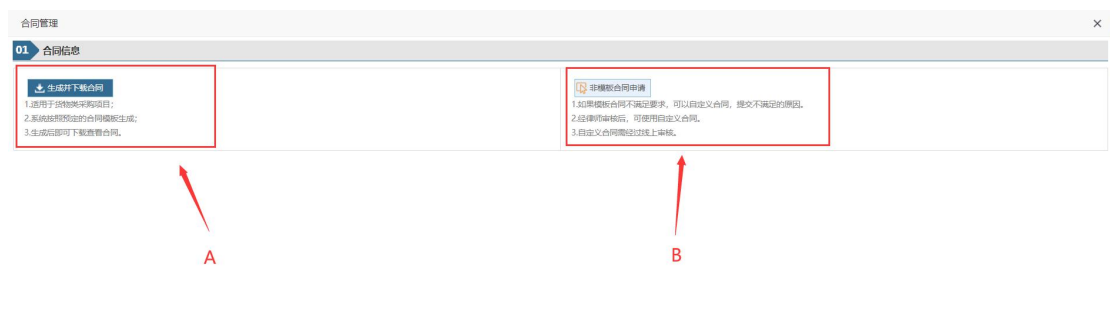 合同管理
×
01 合同信息
生成并下载合同
1.适用于货物类采购项目；
2.系统按照预定的合同模板生成；
3.生成后即可下载查看合同。
非模板合同申请
1.如果模板合同不满足要求，可以自定义合同，提交不满足的原因。
2.经律师审核后，可使用自定义合同。
3.自定义合同需经过线上审核。
A
B